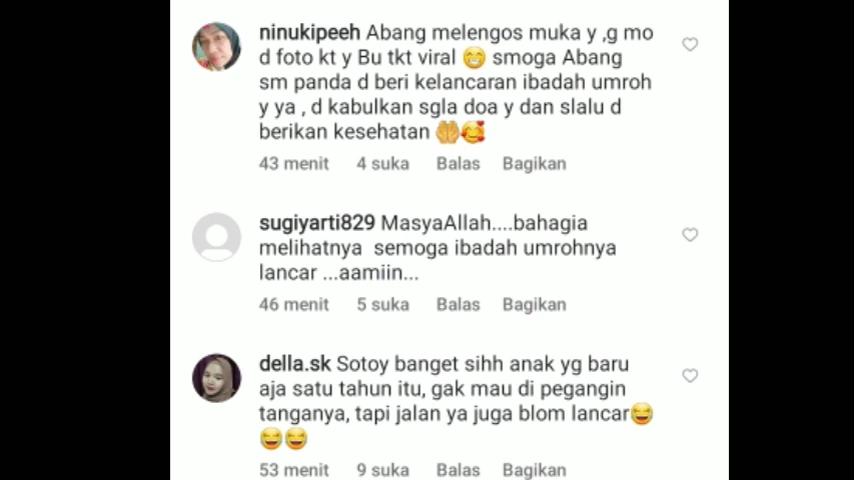 ninukipeeh Abang melengos muka y ,g mo
d foto kt y Bu tkt viral 😁 smoga Abang
sm panda d beri kelancaran ibadah umroh
y ya , d kabulkan sgla doa y dan slalu d
berikan kesehatan 🤲🥰
43 menit 4 suka Balas Bagikan
sugiyarti829 MasyaAllah....bahagia
melihatnya semoga ibadah umrohnya
lancar ...aamiin...
46 menit 5 suka Balas Bagikan
della.sk Sotoy banget sihh anak yg baru
aja satu tahun itu, gak mau di pegangin
tanganya, tapi jalan ya juga blom lancar😆
😆😆
53 menit 9 suka Balas Bagikan